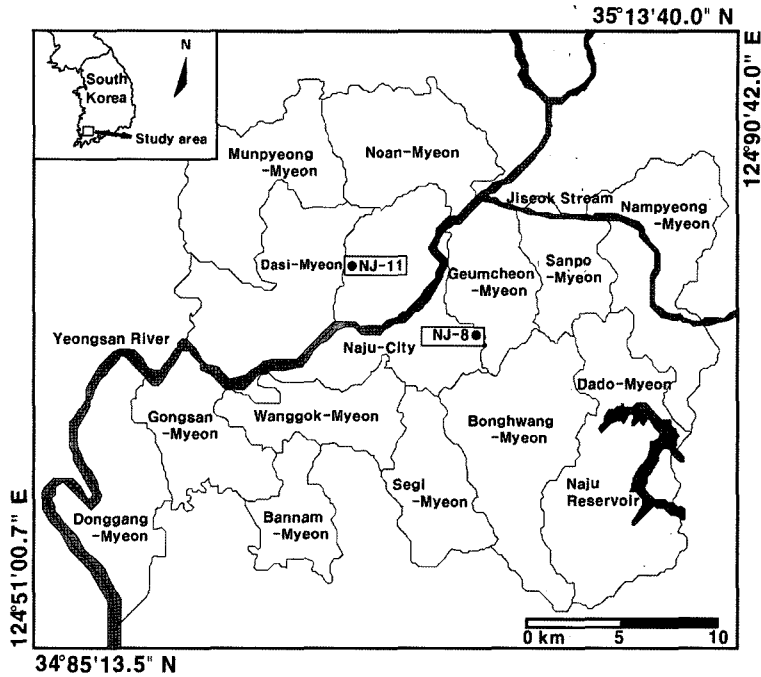 35°13'40.0" N
124°90'42.0" E
N
South
Korea
Study area
Munpyeong
-Myeon
Noan-Myeon
Jiseok Stream
Nampyeong
-Myeon
Dasi-Myeon
NJ-11
Geumcheon
-Myeon
Sanpo
-Myeon
Yeongsan River
NJ-8
Naju-City
Dado-Myeon
Gongsan
-Myeon
Wanggok-Myeon
Bonghwang
-Myeon
Segi
-Myeon
Naju
Reservoir
Donggang
-Myeon
Bannam
-Myeon
124°51'00.7" E
0 km 5 10
34°85'13.5" N